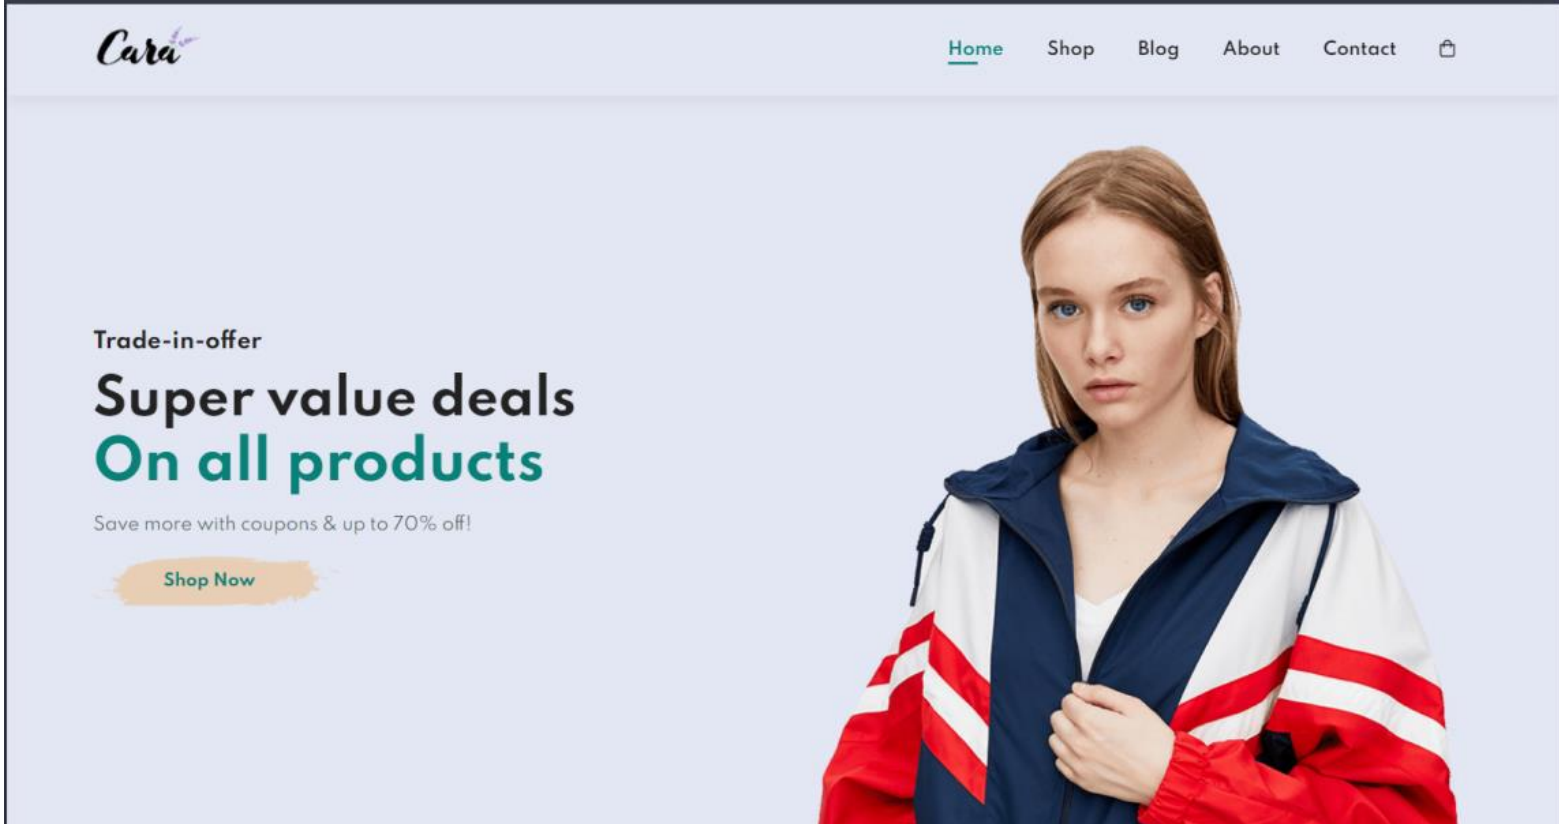 Cara
Home Shop Blog About Contact
Trade-in-offer
Super value deals
On all products
Save more with coupons & up to 70% off!
Shop Now